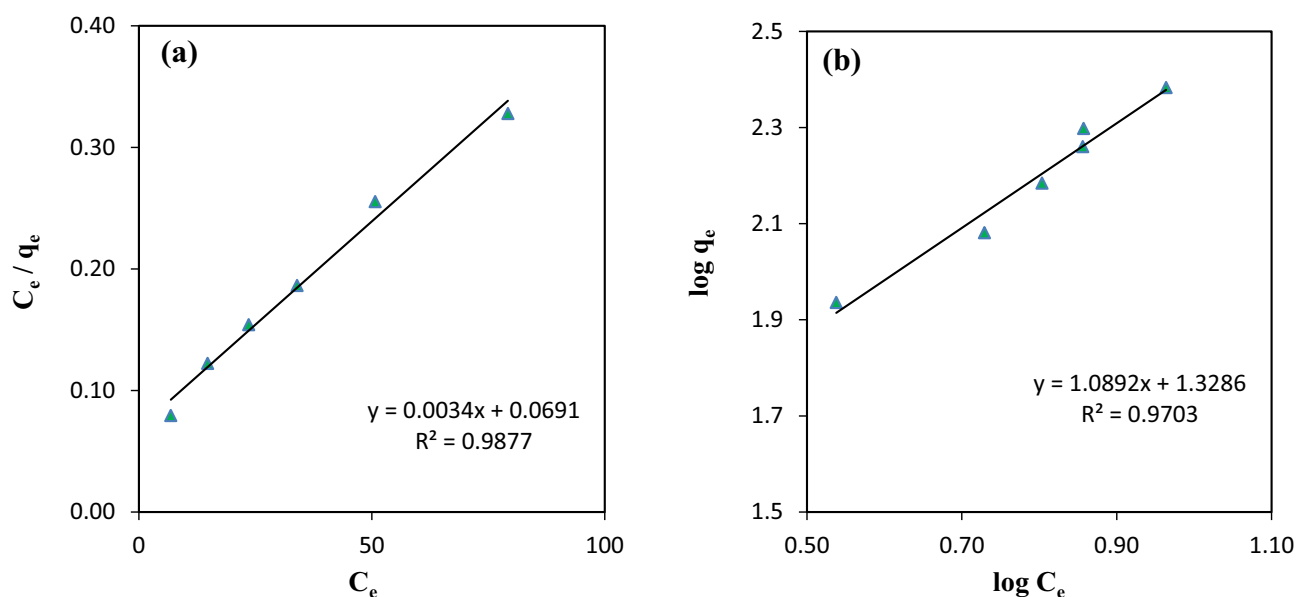 (a)
0.40
0.30
0.20
0.10
0.00
Cₑ / qₑ
y = 0.0034x + 0.0691
R² = 0.9877
0 50 100
Cₑ
(b)
2.5
2.3
2.1
1.9
1.7
1.5
log qₑ
y = 1.0892x + 1.3286
R² = 0.9703
0.50 0.70 0.90 1.10
log Cₑ